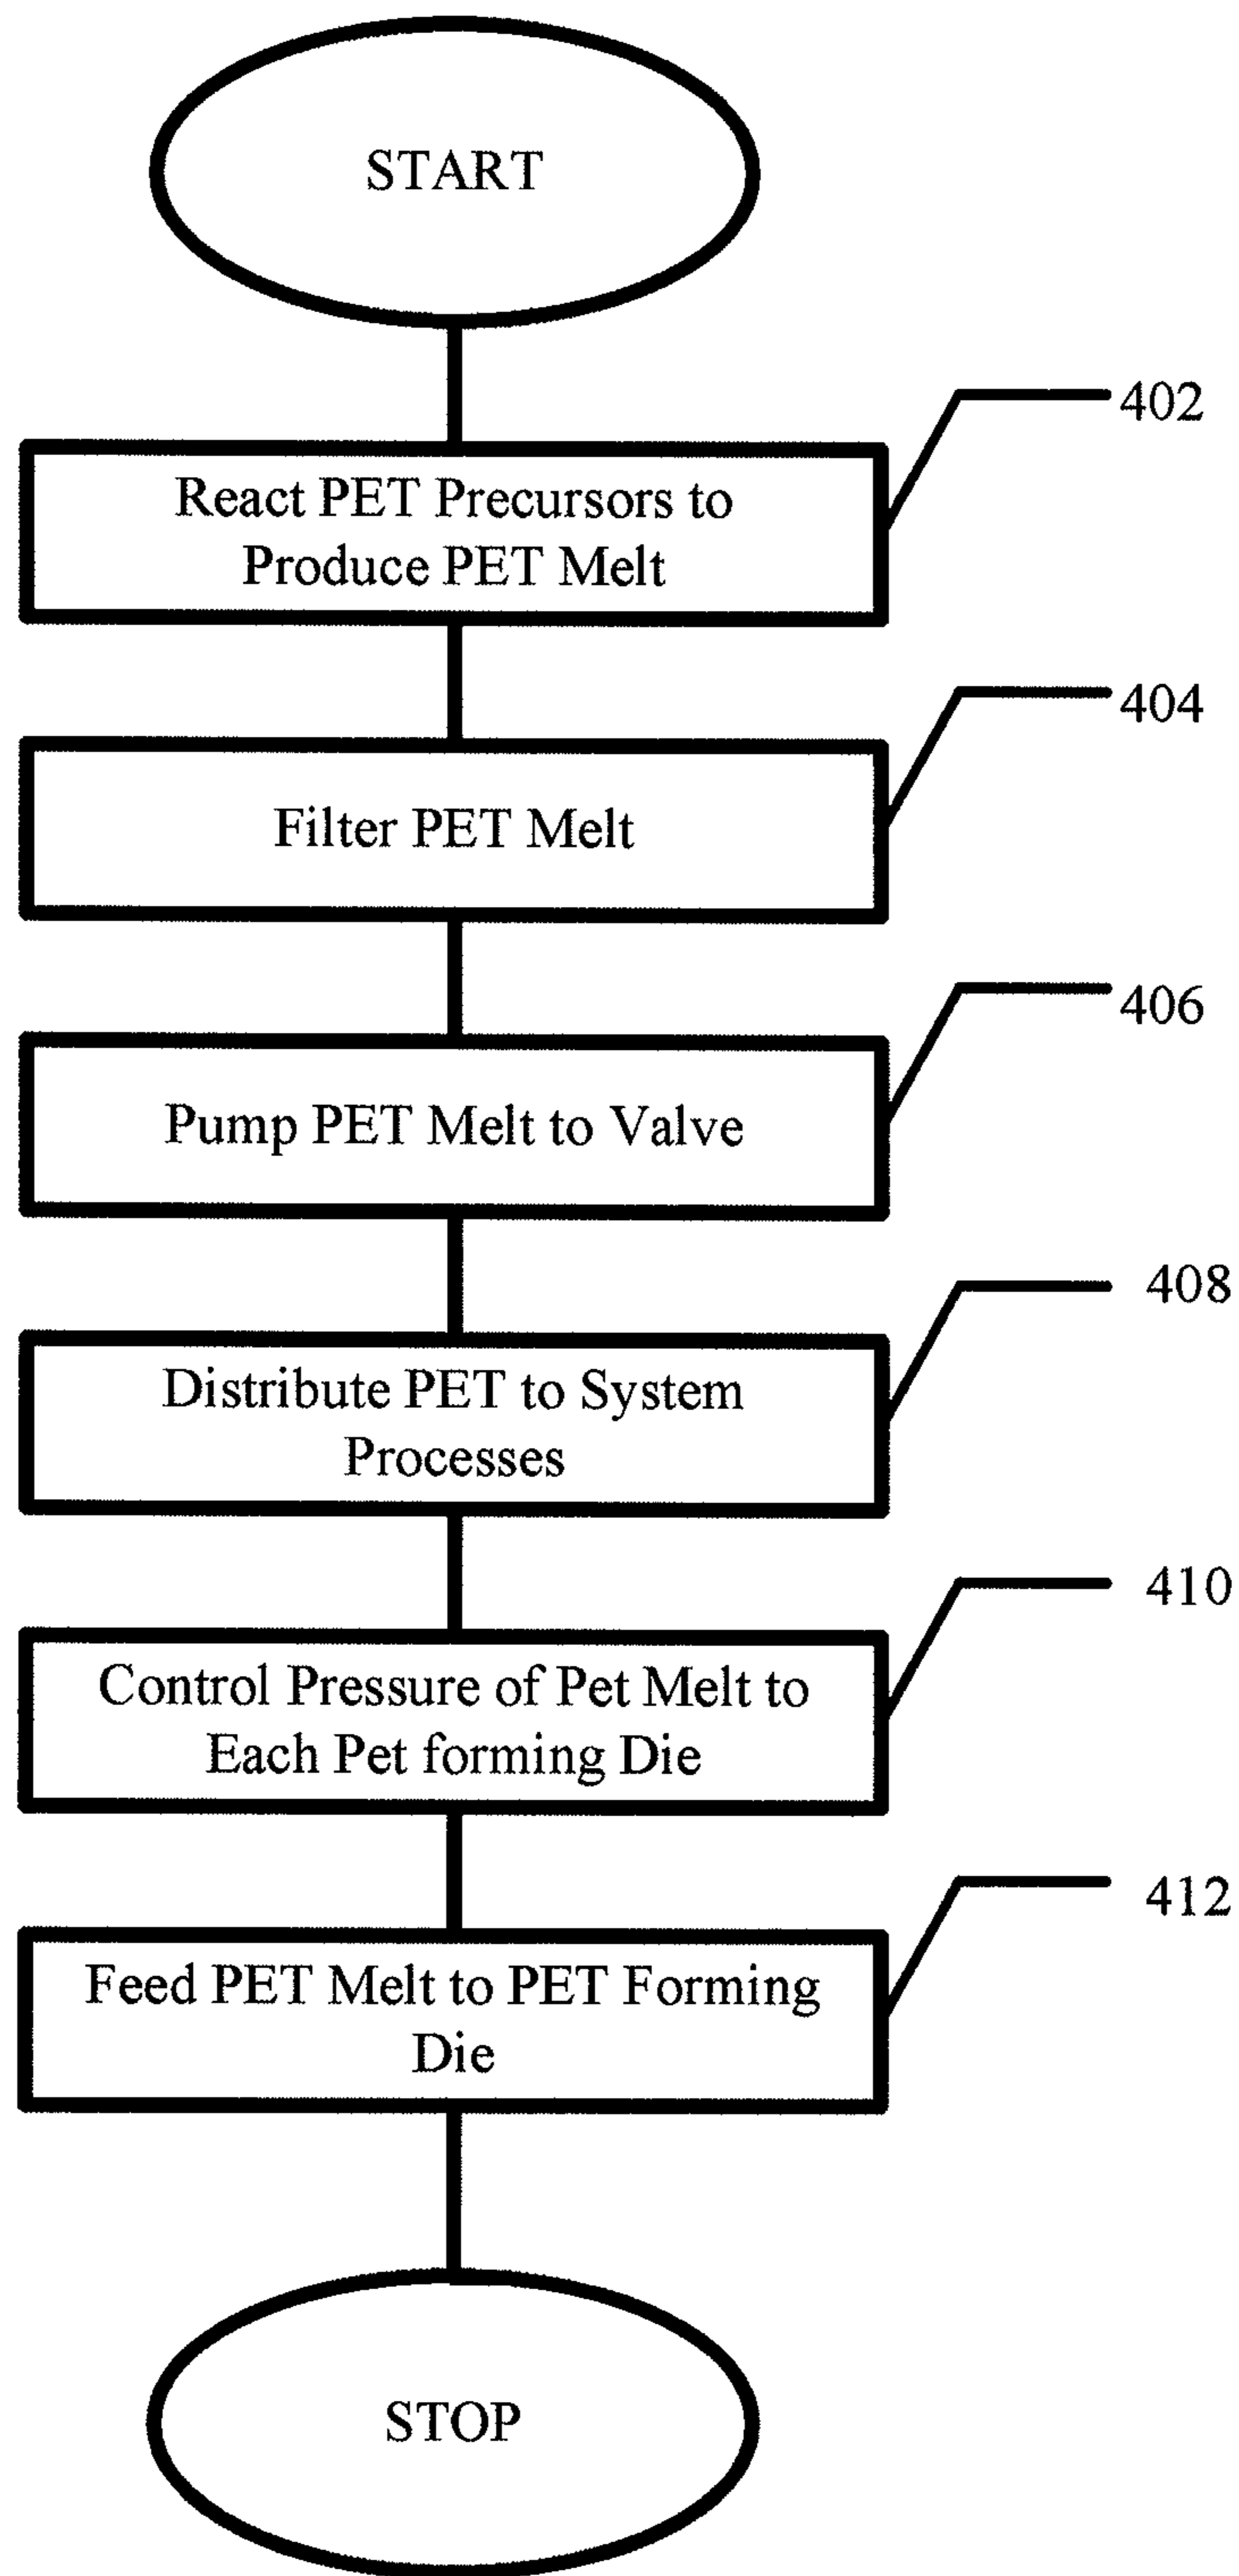 START
402
React PET Precursors to
Produce PET Melt
404
Filter PET Melt
406
Pump PET Melt to Valve
408
Distribute PET to System
Processes
410
Control Pressure of Pet Melt to
Each Pet forming Die
412
Feed PET Melt to PET Forming
Die
STOP